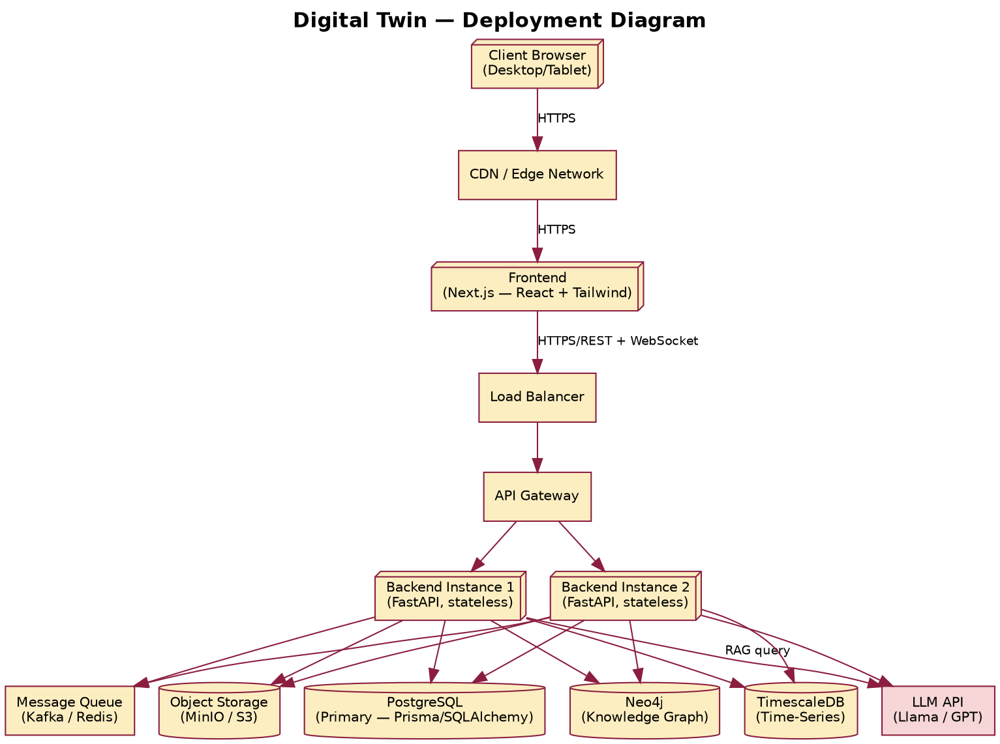 Digital Twin — Deployment Diagram
Client Browser
(Desktop/Tablet)
HTTPS
CDN / Edge Network
HTTPS
Frontend
(Next.js — React + Tailwind)
HTTPS/REST + WebSocket
Load Balancer
API Gateway
Backend Instance 1
(FastAPI, stateless)
Backend Instance 2
(FastAPI, stateless)
RAG query
Message Queue
(Kafka / Redis)
Object Storage
(MinIO / S3)
PostgreSQL
(Primary — Prisma/SQLAlchemy)
Neo4j
(Knowledge Graph)
TimescaleDB
(Time-Series)
LLM API
(Llama / GPT)